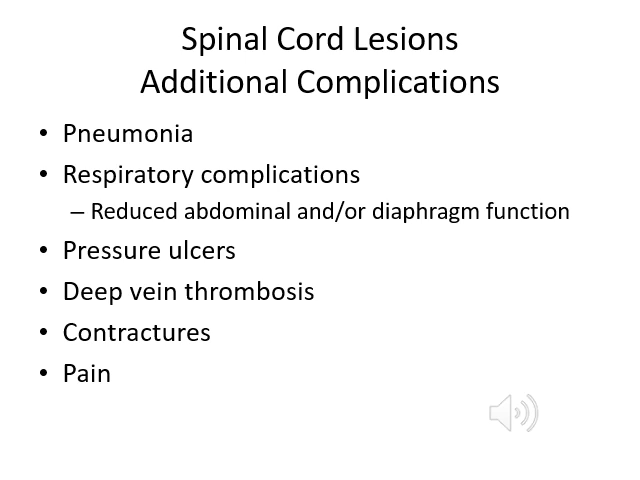 Spinal Cord Lesions
Additional Complications
• Pneumonia
• Respiratory complications
– Reduced abdominal and/or diaphragm function
• Pressure ulcers
• Deep vein thrombosis
• Contractures
• Pain